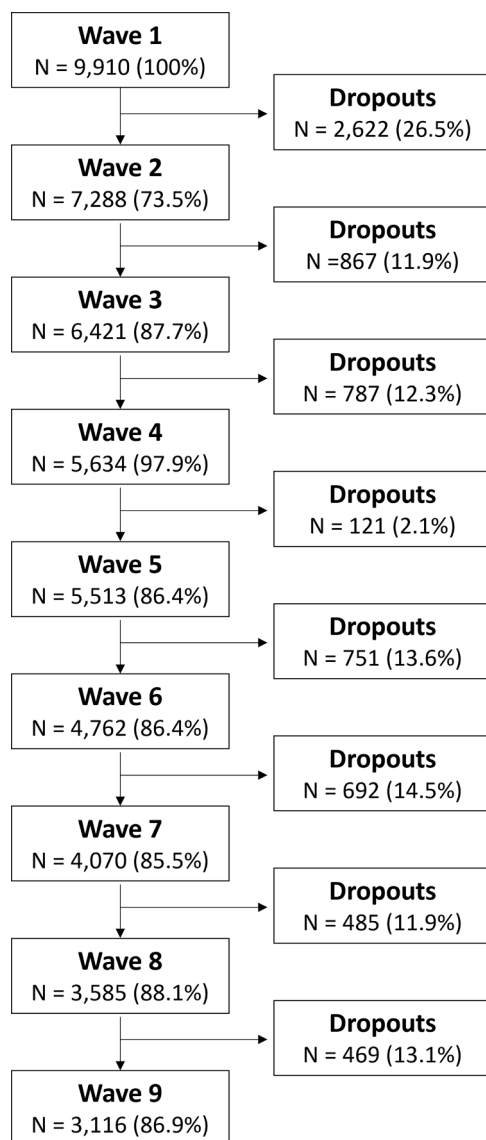 Wave 1
N = 9,910 (100%)
Dropouts
N = 2,622 (26.5%)
Wave 2
N = 7,288 (73.5%)
Dropouts
N =867 (11.9%)
Wave 3
N = 6,421 (87.7%)
Dropouts
N = 787 (12.3%)
Wave 4
N = 5,634 (97.9%)
Dropouts
N = 121 (2.1%)
Wave 5
N = 5,513 (86.4%)
Dropouts
N = 751 (13.6%)
Wave 6
N = 4,762 (86.4%)
Dropouts
N = 692 (14.5%)
Wave 7
N = 4,070 (85.5%)
Dropouts
N = 485 (11.9%)
Wave 8
N = 3,585 (88.1%)
Dropouts
N = 469 (13.1%)
Wave 9
N = 3,116 (86.9%)